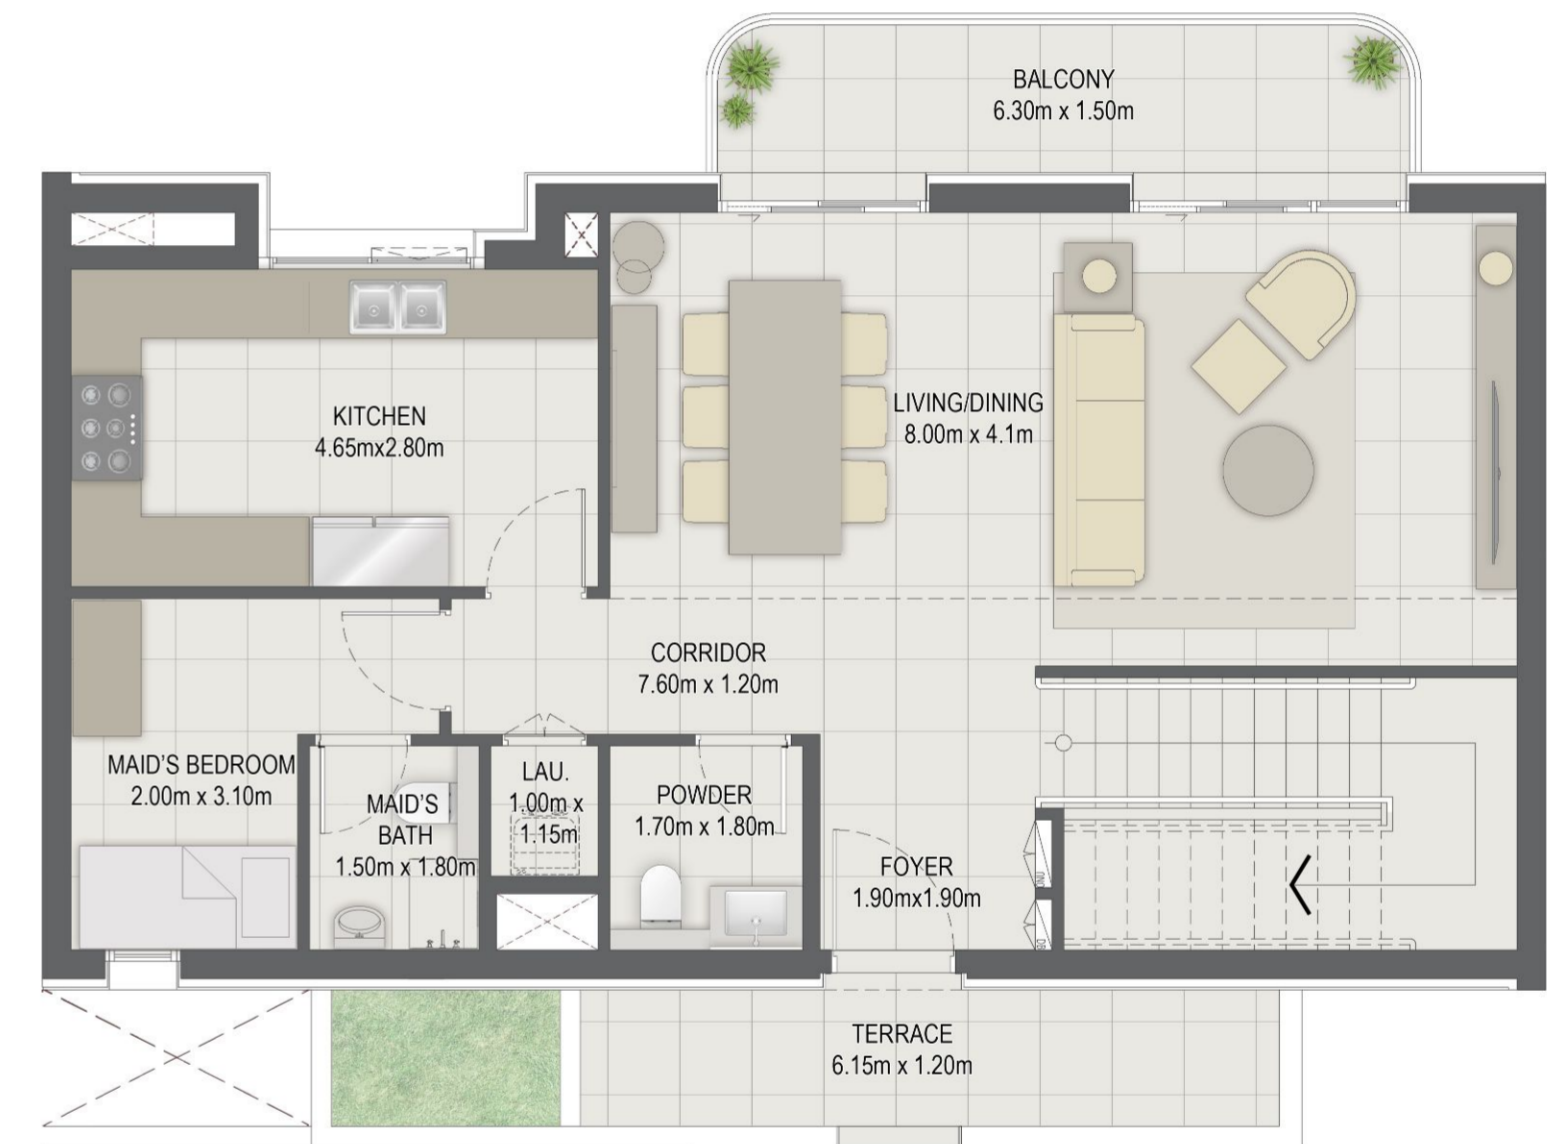 BALCONY
6.30m x 1.50m
KITCHEN
4.65mx2.80m
LIVING/DINING
8.00m x 4.1m
CORRIDOR
7.60m x 1.20m
MAID'S BEDROOM
2.00m x 3.10m
MAID'S
BATH
1.50m x 1.80m
LAU.
1.00m x
1.15m
POWDER
1.70m x 1.80m
FOYER
1.90mx1.90m
DB
TERRACE
6.15m x 1.20m